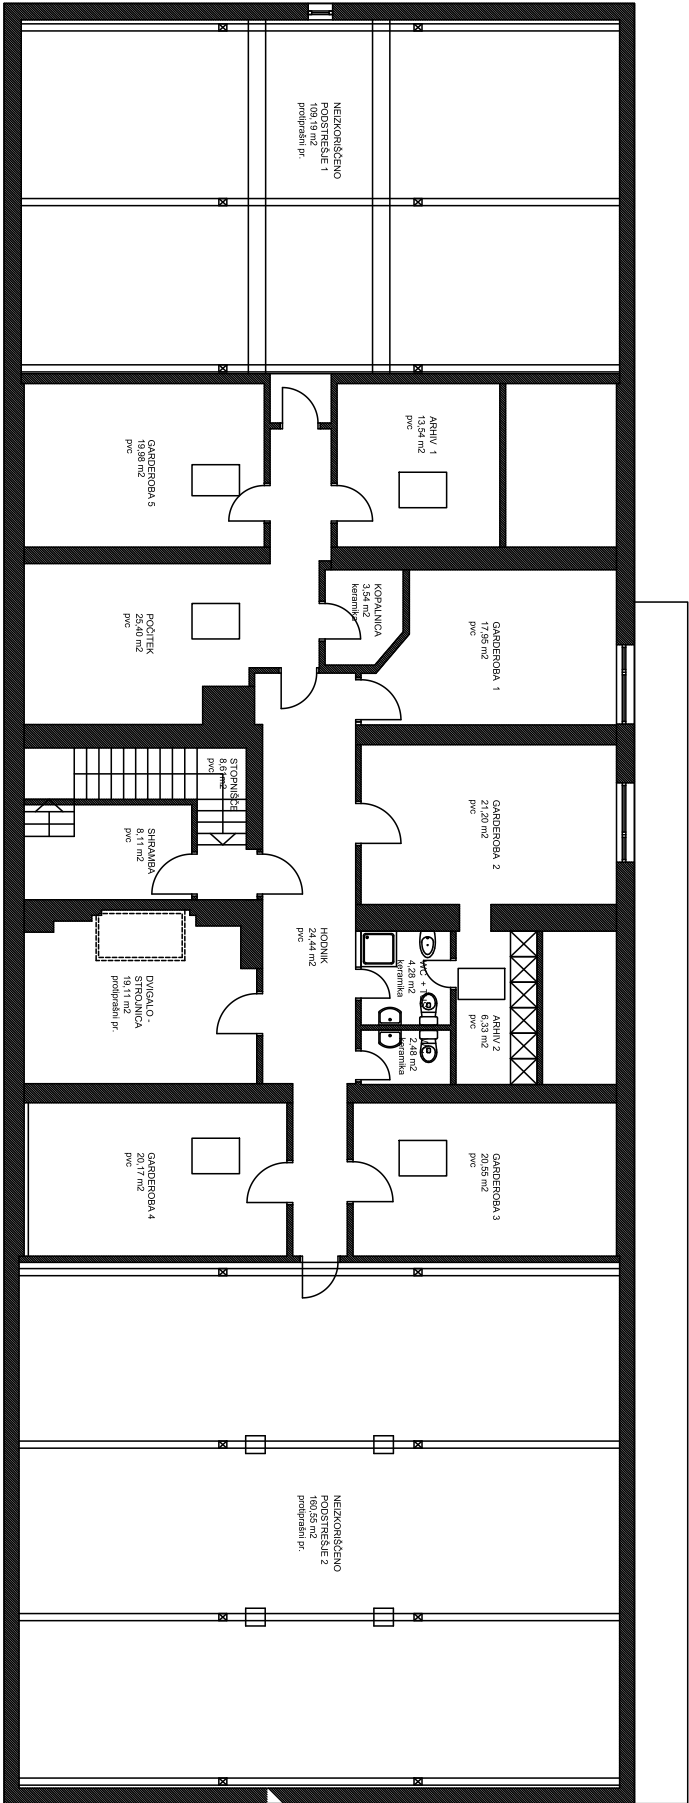 NEIZKORIŠČENO
PODSTREŠJE 1
109,19 m2
protiprašni pr.
GARDEROBA 5
19,98 m2
pvc
ARHIV 1
13,54 m2
pvc
POČITEK
25,40 m2
pvc
KOPALNICA
3,54 m2
keramika
GARDEROBA 1
17,95 m2
pvc
STOPNIŠČE
8,61 m2
pvc
SHRAMBA
8,11 m2
pvc
GARDEROBA 2
21,20 m2
pvc
HODNIK
24,44 m2
pvc
DVIGALO -
STROJNICA
19,11 m2
protiprašni pr.
WC + T
4,28 m2
keramika
2,48 m2
keramika
ARHIV 2
6,33 m2
pvc
GARDEROBA 4
20,17 m2
pvc
GARDEROBA 3
20,55 m2
pvc
NEIZKORIŠČENO
PODSTREŠJE 2
160,55 m2
protiprašni pr.